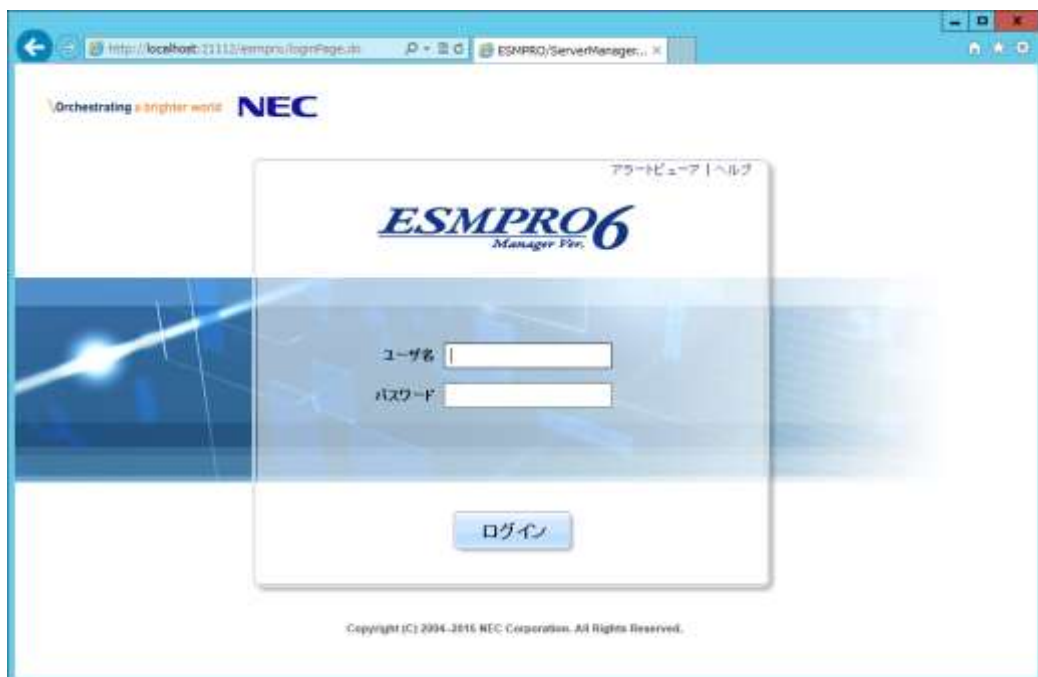 http://localhost:21112/esmpro/loginPage.do
ESMPRO/ServerManager...
\Orchestrating a brighter world NEC
アラートビューア | ヘルプ
ESMPRO6
Manager Ver.
ユーザ名
パスワード
ログイン
Copyright (C) 2004-2015 NEC Corporation. All Rights Reserved.